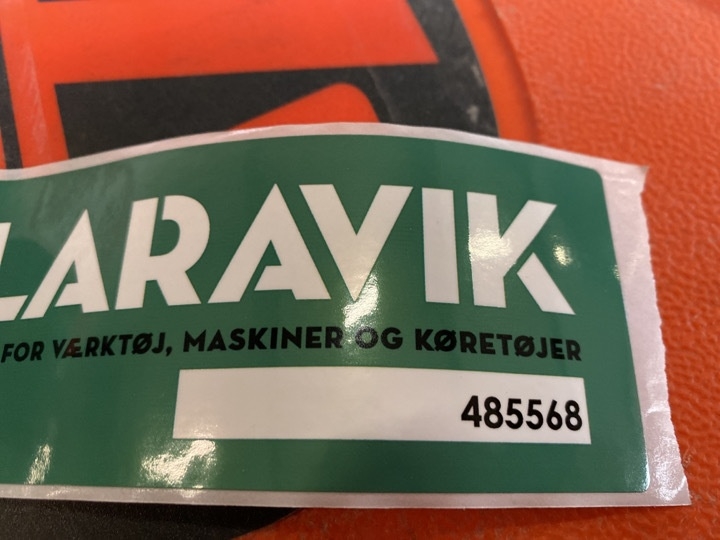 LARAVIK
FOR VÆRKTØJ, MASKINER OG KØRETØJER
485568